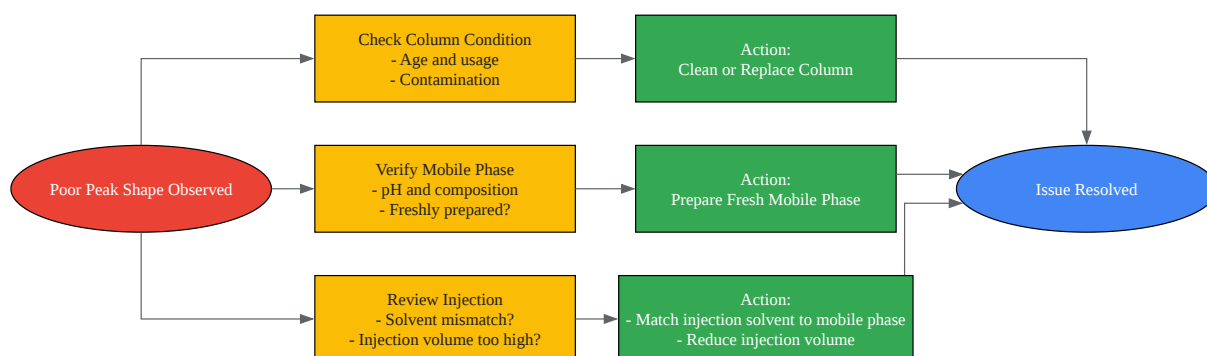 Check Column Condition
- Age and usage
- Contamination
Action:
Clean or Replace Column
Poor Peak Shape Observed
Verify Mobile Phase
- pH and composition
- Freshly prepared?
Action:
Prepare Fresh Mobile Phase
Issue Resolved
Review Injection
- Solvent mismatch?
- Injection volume too high?
Action:
- Match injection solvent to mobile phase
- Reduce injection volume